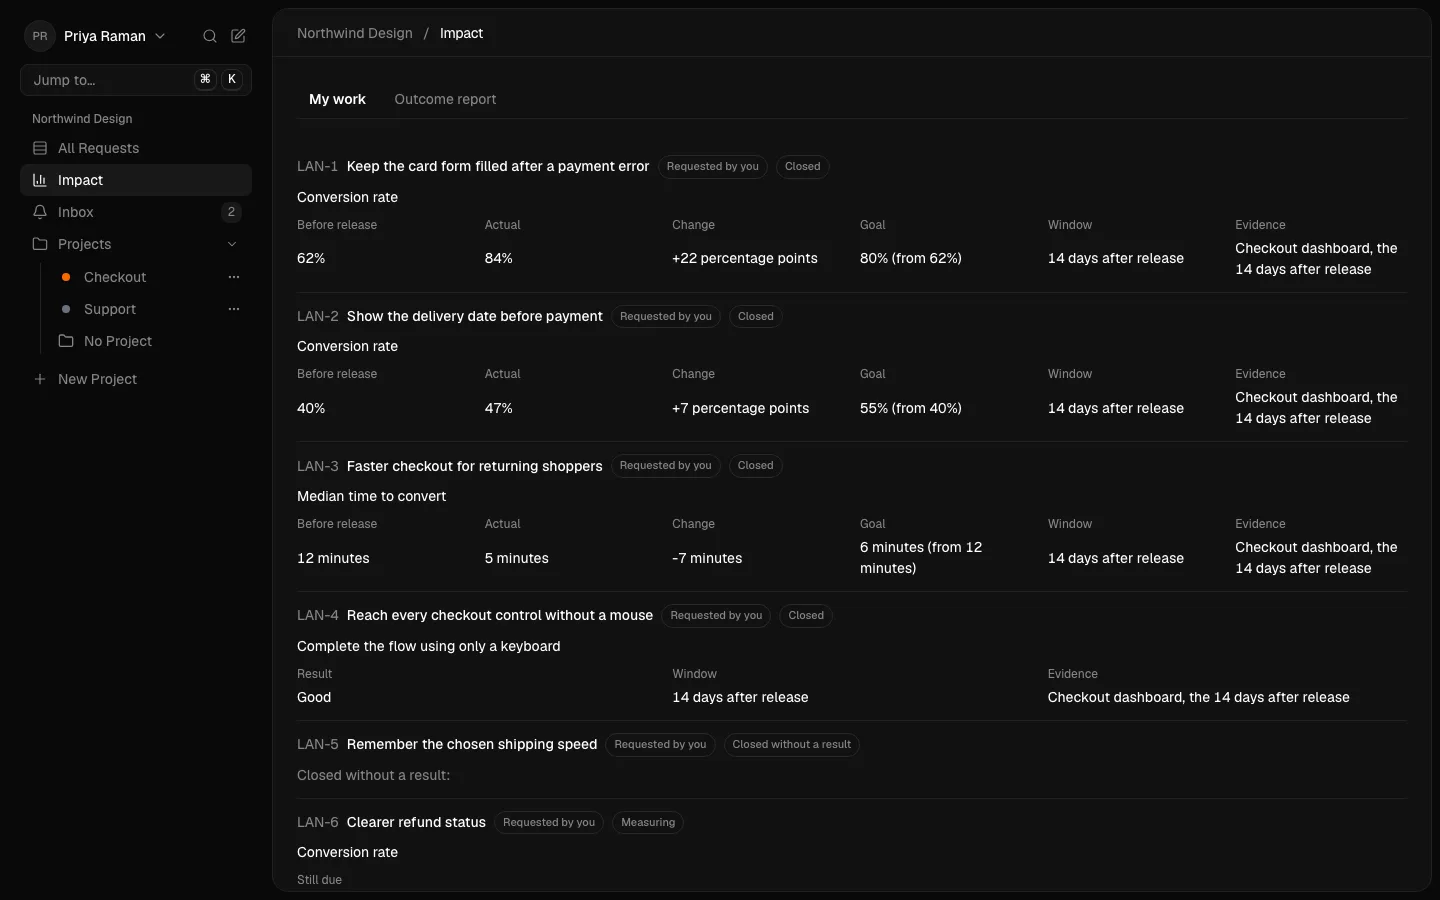 PR Priya Raman
Jump to... ⌘ K
Northwind Design
All Requests
Impact
Inbox 2
Projects
Checkout
Support
No Project
New Project
Northwind Design / Impact
My work Outcome report
LAN-1 Keep the card form filled after a payment error Requested by you Closed
Conversion rate
Before release Actual Change Goal Window Evidence
62% 84% +22 percentage points 80% (from 62%) 14 days after release Checkout dashboard, the
14 days after release
LAN-2 Show the delivery date before payment Requested by you Closed
Conversion rate
Before release Actual Change Goal Window Evidence
40% 47% +7 percentage points 55% (from 40%) 14 days after release Checkout dashboard, the
14 days after release
LAN-3 Faster checkout for returning shoppers Requested by you Closed
Median time to convert
Before release Actual Change Goal Window Evidence
12 minutes 5 minutes -7 minutes 6 minutes (from 12 14 days after release Checkout dashboard, the
minutes) 14 days after release
LAN-4 Reach every checkout control without a mouse Requested by you Closed
Complete the flow using only a keyboard
Result Window Evidence
Good 14 days after release Checkout dashboard, the 14 days after release
LAN-5 Remember the chosen shipping speed Requested by you Closed without a result
Closed without a result:
LAN-6 Clearer refund status Requested by you Measuring
Conversion rate
Still due